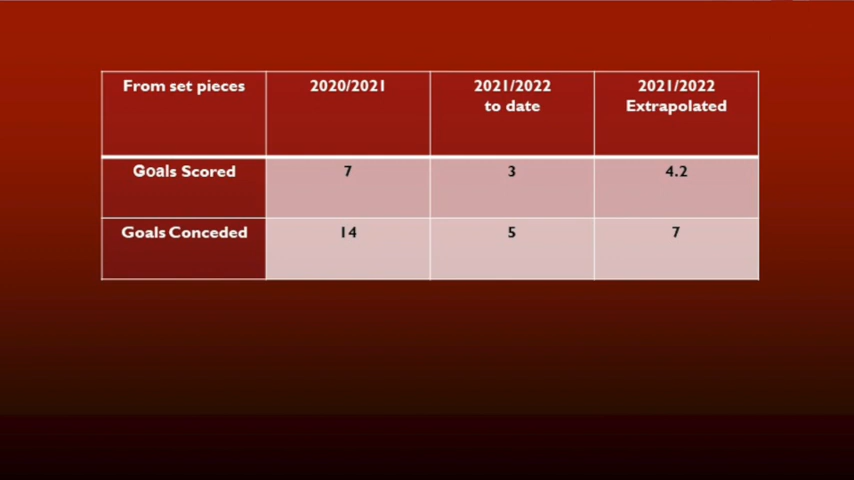 From set pieces 2020/2021 2021/2022 2021/2022
to date Extrapolated
Goals Scored 7 3 4.2
Goals Conceded 14 5 7